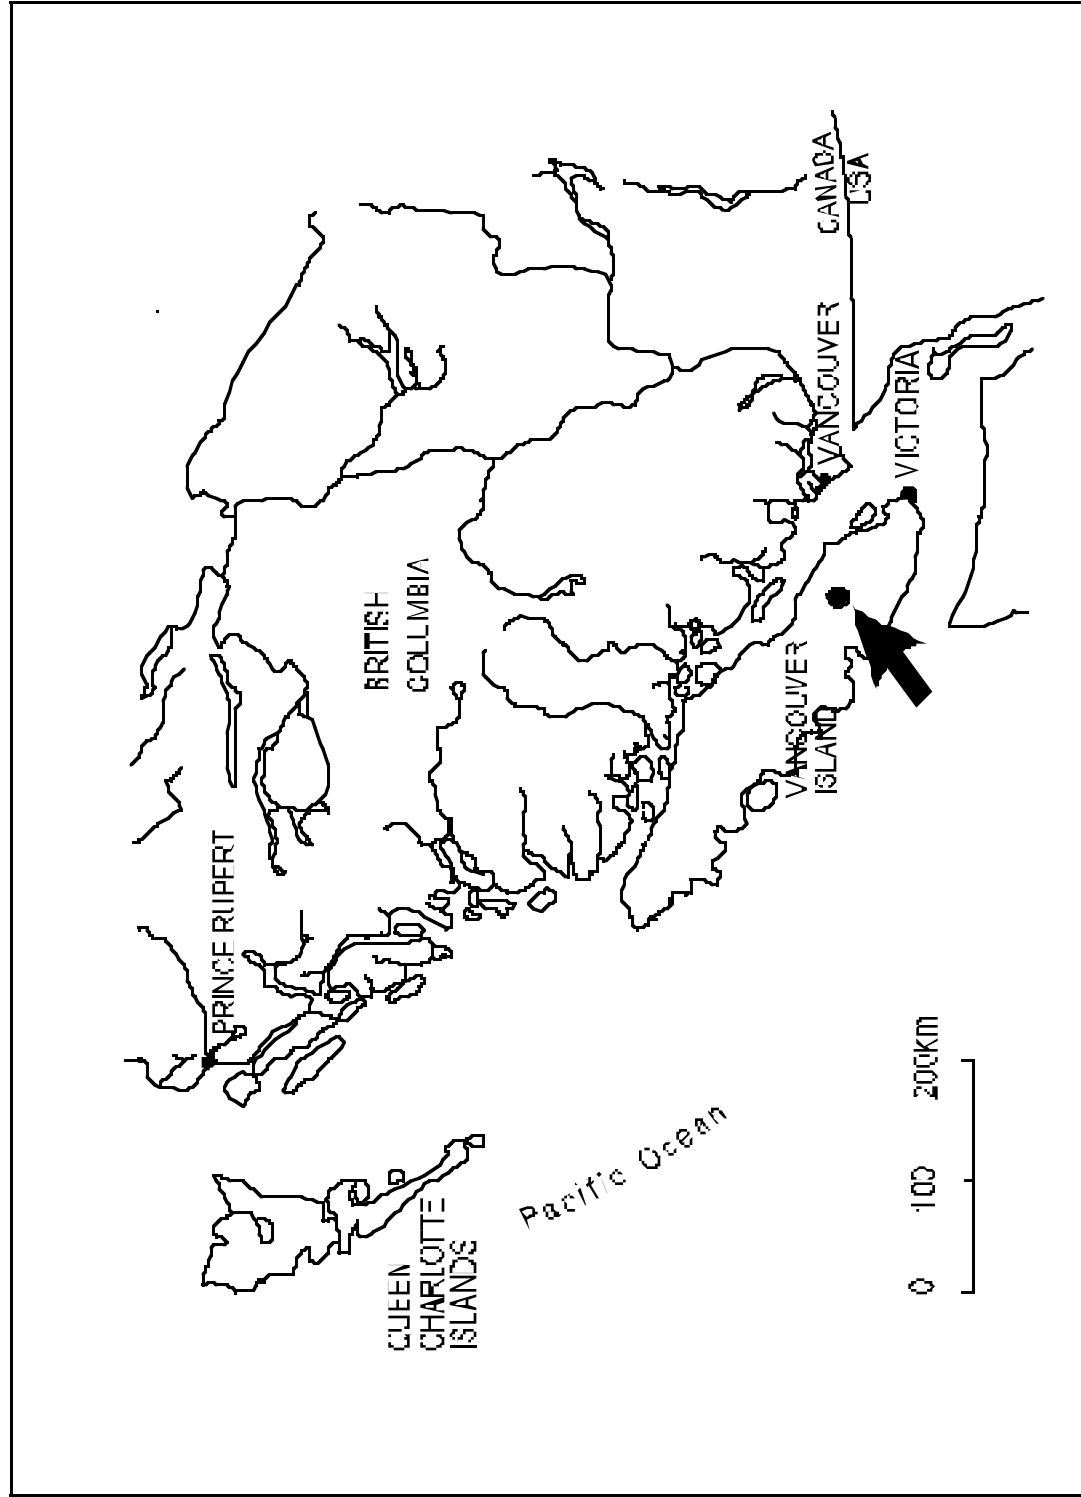 PRINCE RUPERT
QUEEN
CHARLOTTE
ISLANDS
BRITISH
COLUMBIA
Pacific Ocean
VANCOUVER
ISLAND
VANCOUVER
VICTORIA
CANADA
USA
0 100 200km